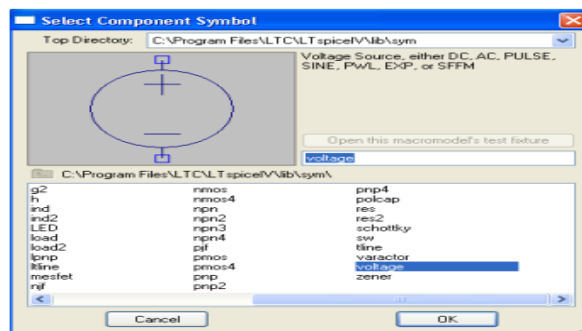 Select Component Symbol
Top Directory: C:\Program Files\LTC\LTspiceIV\lib\sym
Voltage Source, either DC, AC, PULSE,
SINE, PWL, EXP, or SFFM
Open this macromodel's test fixture
voltage
C:\Program Files\LTC\LTspiceIV\lib\sym\
g2 nmos pnp4
h nmos4 polcap
ind npn res
ind2 npn2 res2
LED npn3 schottky
load npn4 sw
load2 pjf tline
lpnp pmos varactor
ltline pmos4 voltage
mesfet pnp zener
njf pnp2
Cancel OK